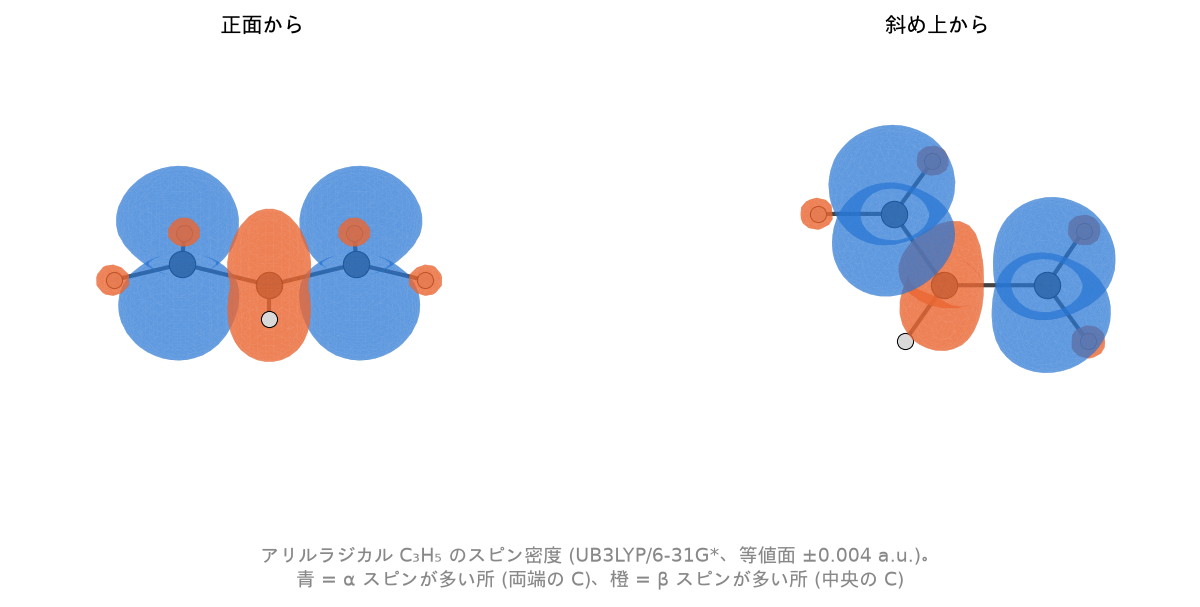 正面から
斜め上から
アリルラジカル C₃H₅ のスピン密度 (UB3LYP/6-31G*、等値面 ±0.004 a.u.)。
青 = α スピンが多い所 (両端の C)、橙 = β スピンが多い所 (中央の C)